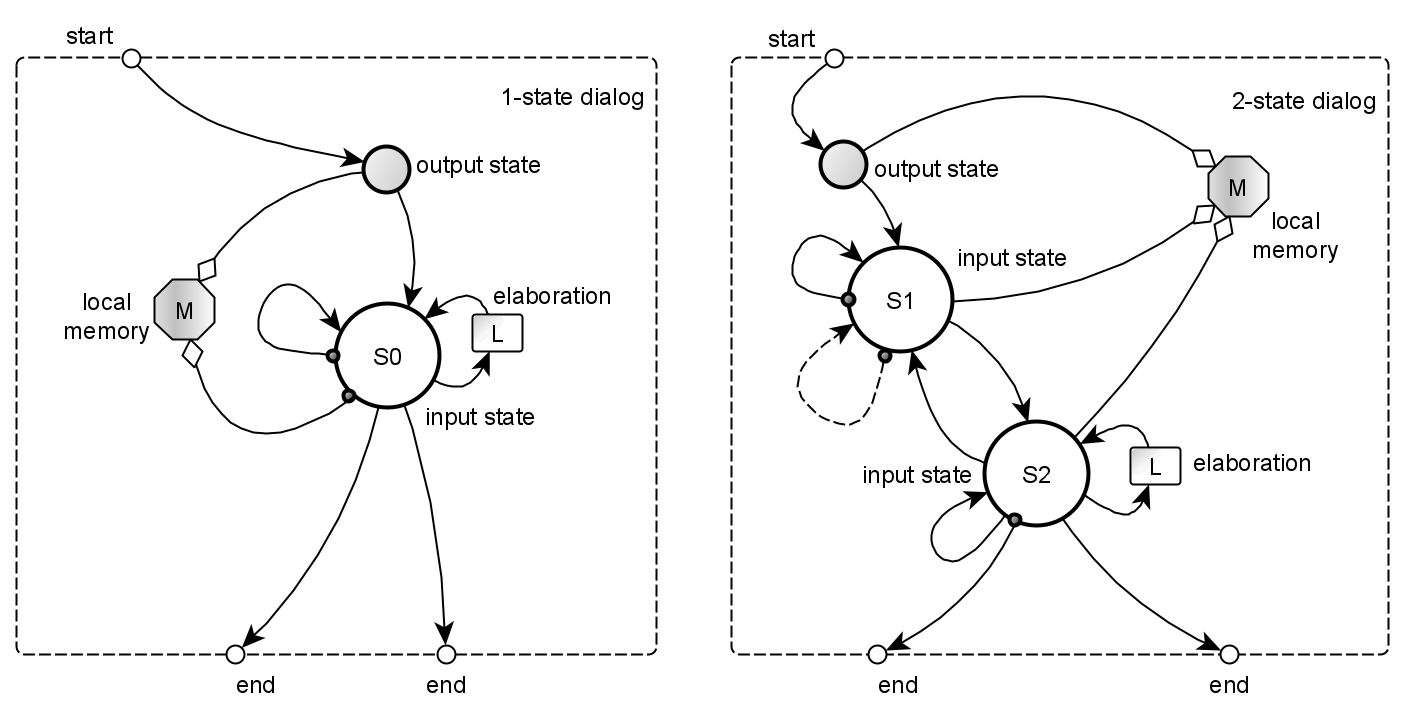 start
1-state dialog
output state
local
memory
M
elaboration
L
S0
input state
end
end
start
2-state dialog
output state
M
local
memory
input state
S1
input state
S2
L
elaboration
end
end